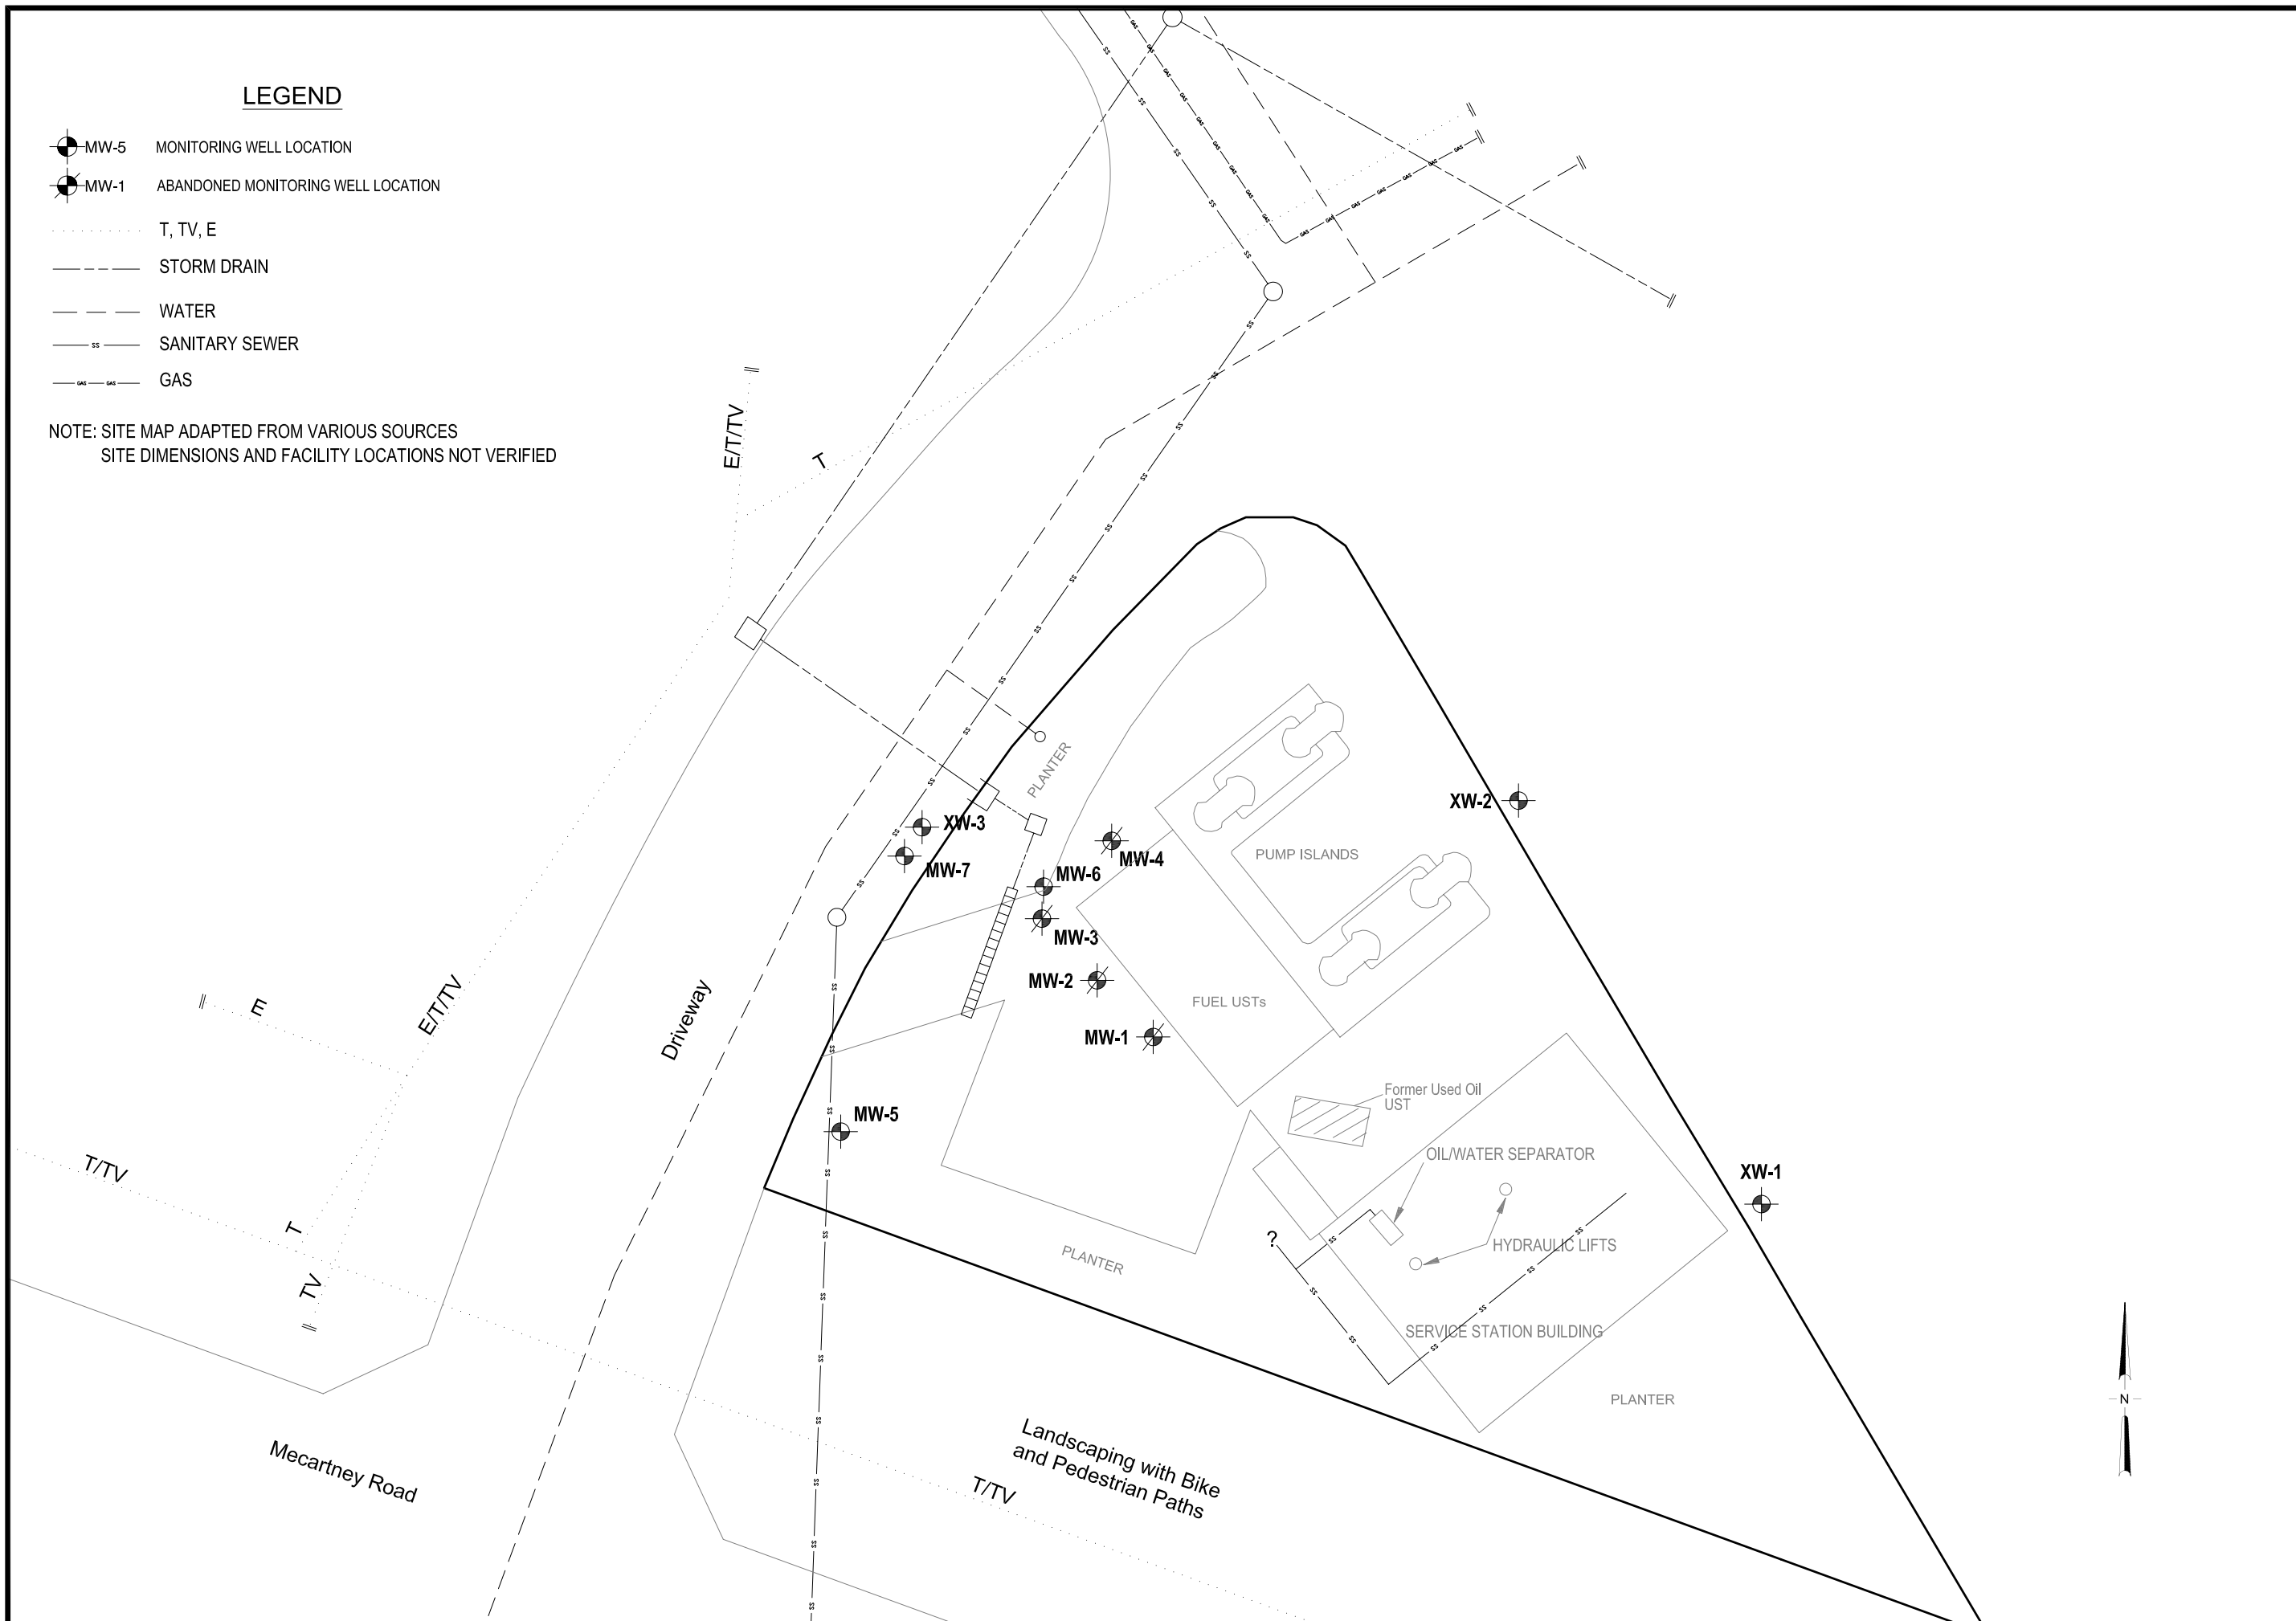 LEGEND
MW-5 MONITORING WELL LOCATION
MW-1 ABANDONED MONITORING WELL LOCATION
T, TV, E
STORM DRAIN
WATER
SS SANITARY SEWER
GAS GAS GAS
NOTE: SITE MAP ADAPTED FROM VARIOUS SOURCES
SITE DIMENSIONS AND FACILITY LOCATIONS NOT VERIFIED
E/T/TV
T
PLANTER
XW-2
XW-3
MW-7
MW-4
MW-6
PUMP ISLANDS
MW-3
MW-2
FUEL USTs
MW-1
E
E/T/TV
Driveway
MW-5
Former Used Oil
UST
OIL/WATER SEPARATOR
XW-1
T/TV
T
TV
?
HYDRAULIC LIFTS
PLANTER
SERVICE STATION BUILDING
PLANTER
N
Mecartney Road
Landscaping with Bike
and Pedestrian Paths
T/TV